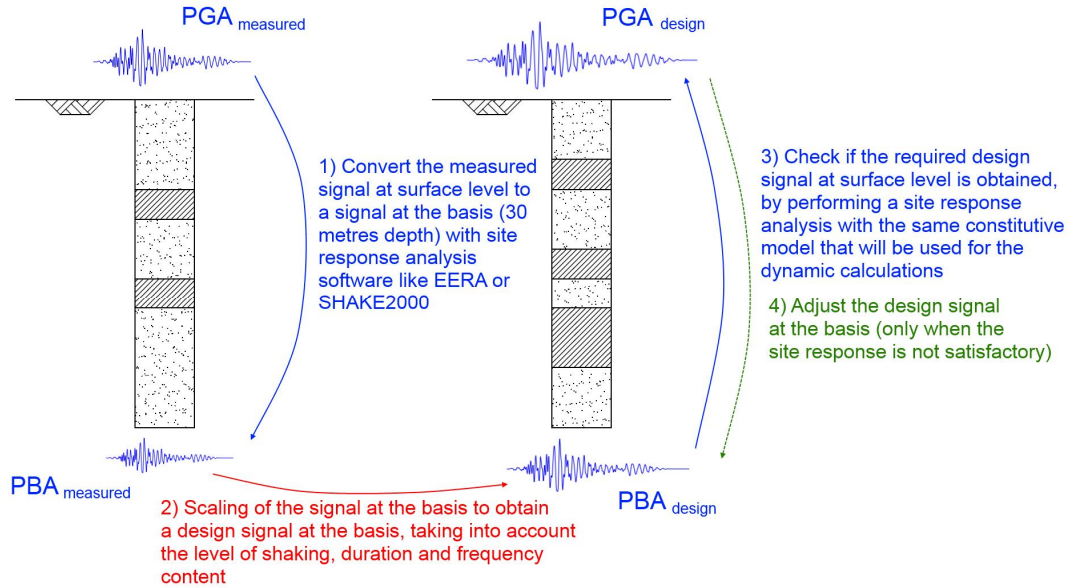 PGA measured
PGA design
1) Convert the measured
signal at surface level to
a signal at the basis (30
metres depth) with site
response analysis
software like EERA or
SHAKE2000
3) Check if the required design
signal at surface level is obtained,
by performing a site response
analysis with the same constitutive
model that will be used for the
dynamic calculations
4) Adjust the design signal
at the basis (only when the
site response is not satisfactory)
PBA measured
PBA design
2) Scaling of the signal at the basis to obtain
a design signal at the basis, taking into account
the level of shaking, duration and frequency
content